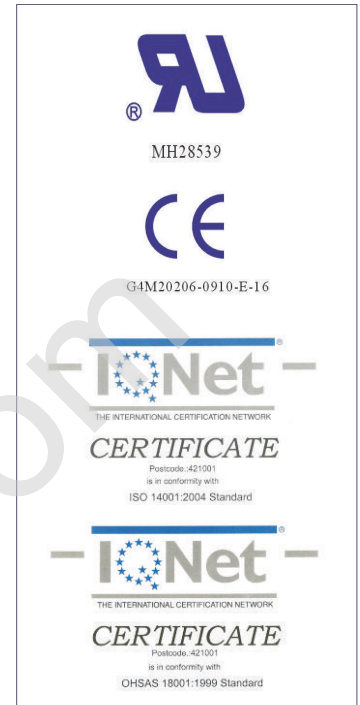 ®
MH28539
CE
G4M20206-0910-E-16
IQNet ®
THE INTERNATIONAL CERTIFICATION NETWORK
CERTIFICATE
Postcode.:421001
is in conformity with
ISO 14001:2004 Standard
IQNet ®
THE INTERNATIONAL CERTIFICATION NETWORK
CERTIFICATE
Postcode.:421001
is in conformity with
OHSAS 18001:1999 Standard